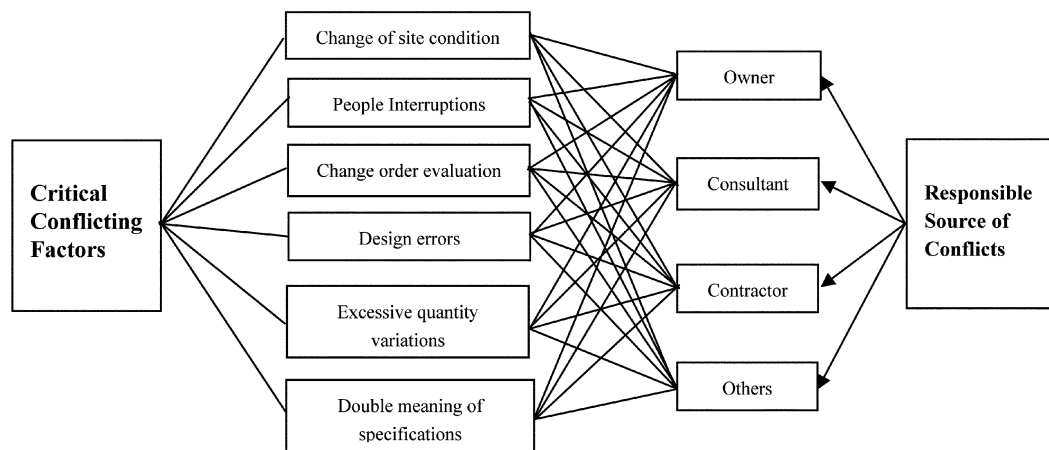 Critical
Conflicting
Factors
Change of site condition
People Interruptions
Change order evaluation
Design errors
Excessive quantity
variations
Double meaning of
specifications
Owner
Consultant
Contractor
Others
Responsible
Source of
Conflicts